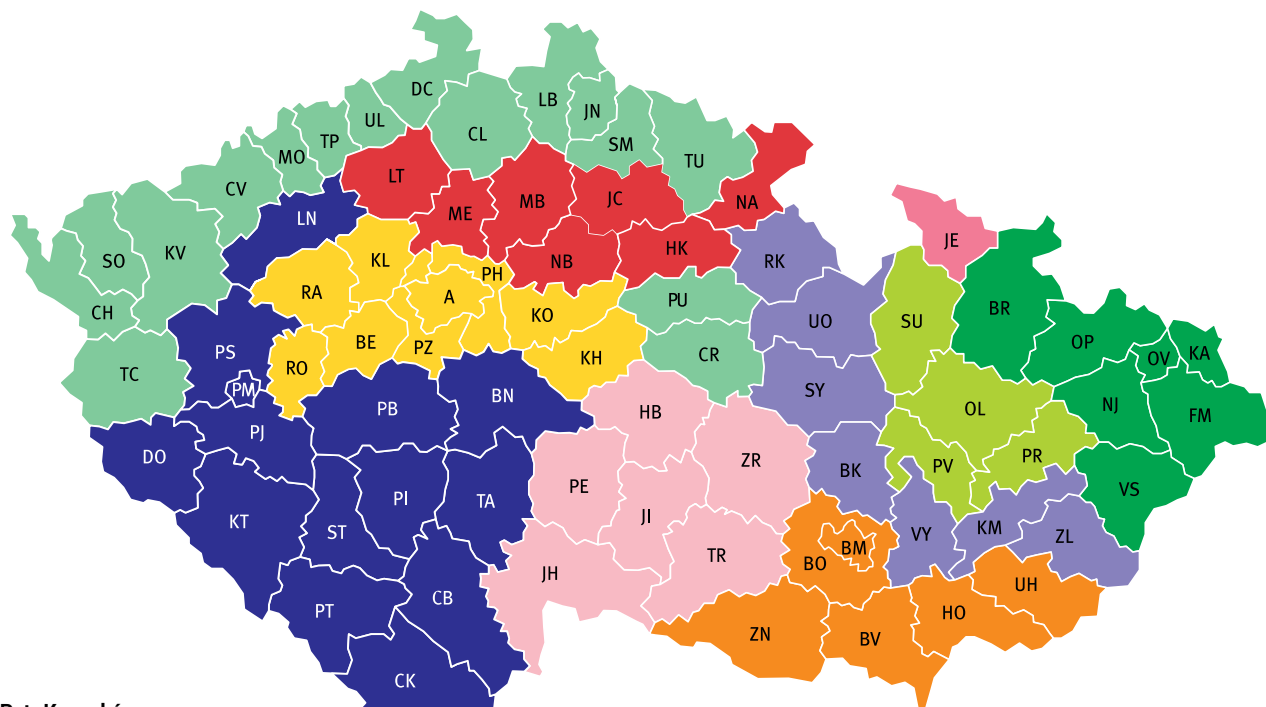 DC
LB
JN
UL
CL
TP
SM
MO
TU
CV
LT
MB
JC
NA
LN
ME
JE
KV
SO
KL
NB
HK
RK
PH
RA
A
PU
BR
CH
KO
UO
SU
OP
BE
PZ
PS
CR
KH
OV
KA
RO
TC
PM
SY
BN
PB
HB
OL
NJ
FM
PJ
DO
ZR
BK
PV
PR
PE
VS
PI
TA
KT
JI
ST
VY
KM
ZL
BM
BO
TR
JH
UH
CB
PT
HO
ZN
BV
CK